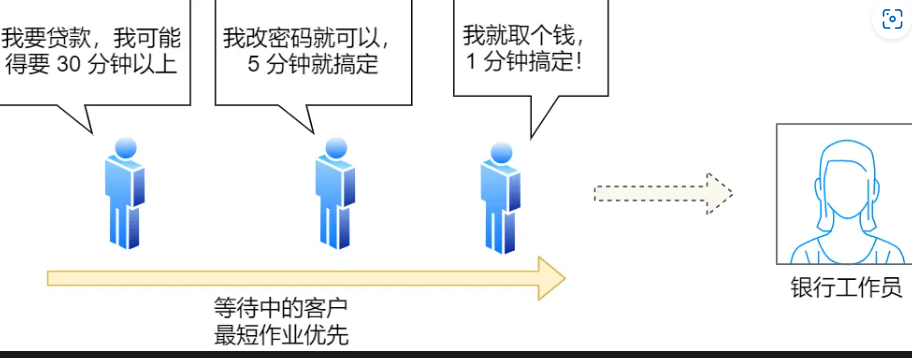 我要贷款，我可能
得要 30 分钟以上
我改密码就可以，
5 分钟就搞定
我就取个钱，
1 分钟搞定！
银行工作员
等待中的客户
最短作业优先